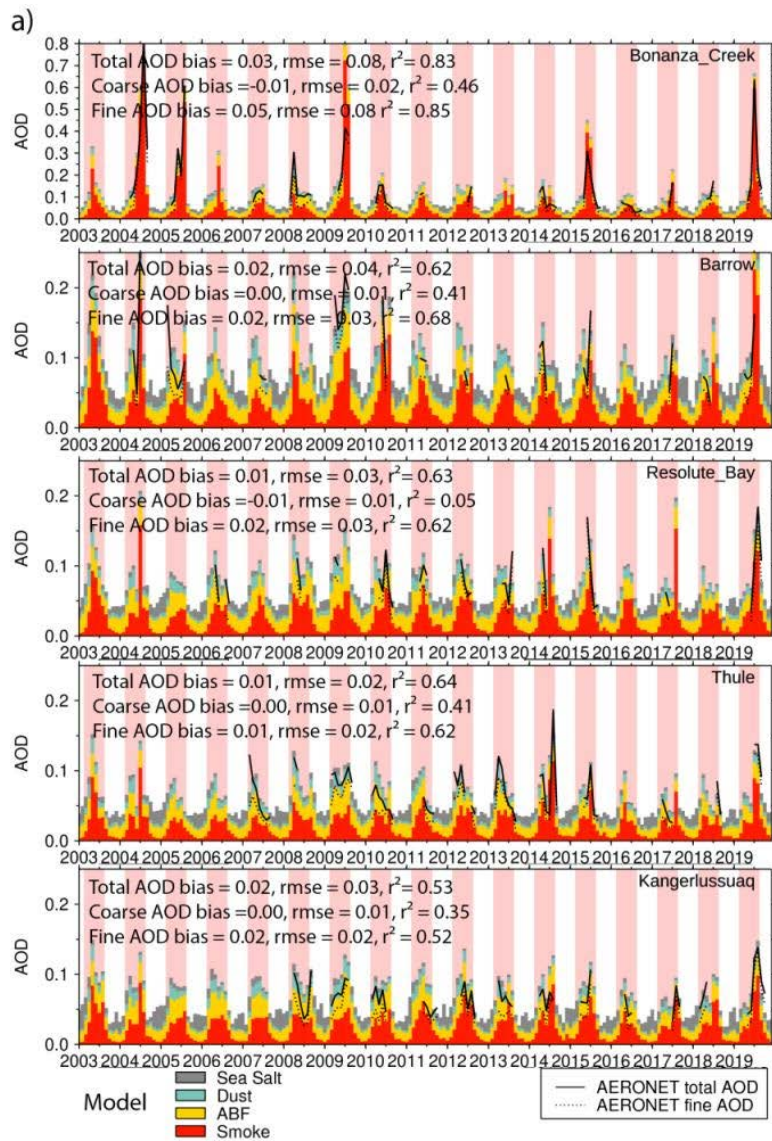 a)
Total AOD bias = 0.03, rmse = 0.08, r² = 0.83
Bonanza_Creek
Coarse AOD bias =-0.01, rmse = 0.02, r² = 0.46
Fine AOD bias = 0.05, rmse = 0.08 r² = 0.85
AOD
0.8
0.7
0.6
0.5
0.4
0.3
0.2
0.1
0.0
2003 2004 2005 2006 2007 2008 2009 2010 2011 2012 2013 2014 2015 2016 2017 2018 2019
Total AOD bias = 0.02, rmse = 0.04, r² = 0.62
Barrow
Coarse AOD bias =0.00, rmse = 0.01, r² = 0.41
Fine AOD bias = 0.02, rmse = 0.03, r² = 0.68
AOD
0.2
0.1
0.0
2003 2004 2005 2006 2007 2008 2009 2010 2011 2012 2013 2014 2015 2016 2017 2018 2019
Total AOD bias = 0.01, rmse = 0.03, r² = 0.63
Resolute_Bay
Coarse AOD bias =-0.01, rmse = 0.01, r² = 0.05
Fine AOD bias = 0.02, rmse = 0.03, r² = 0.62
AOD
0.2
0.1
0.0
2003 2004 2005 2006 2007 2008 2009 2010 2011 2012 2013 2014 2015 2016 2017 2018 2019
Total AOD bias = 0.01, rmse = 0.02, r² = 0.64
Thule
Coarse AOD bias =0.00, rmse = 0.01, r² = 0.41
Fine AOD bias = 0.01, rmse = 0.02, r² = 0.62
AOD
0.2
0.1
0.0
2003 2004 2005 2006 2007 2008 2009 2010 2011 2012 2013 2014 2015 2016 2017 2018 2019
Total AOD bias = 0.02, rmse = 0.03, r² = 0.53
Kangerlussuaq
Coarse AOD bias =0.00, rmse = 0.01, r² = 0.35
Fine AOD bias = 0.02, rmse = 0.02, r² = 0.52
AOD
0.2
0.1
0.0
2003 2004 2005 2006 2007 2008 2009 2010 2011 2012 2013 2014 2015 2016 2017 2018 2019
Model
Sea Salt
Dust
ABF
Smoke
AERONET total AOD
AERONET fine AOD